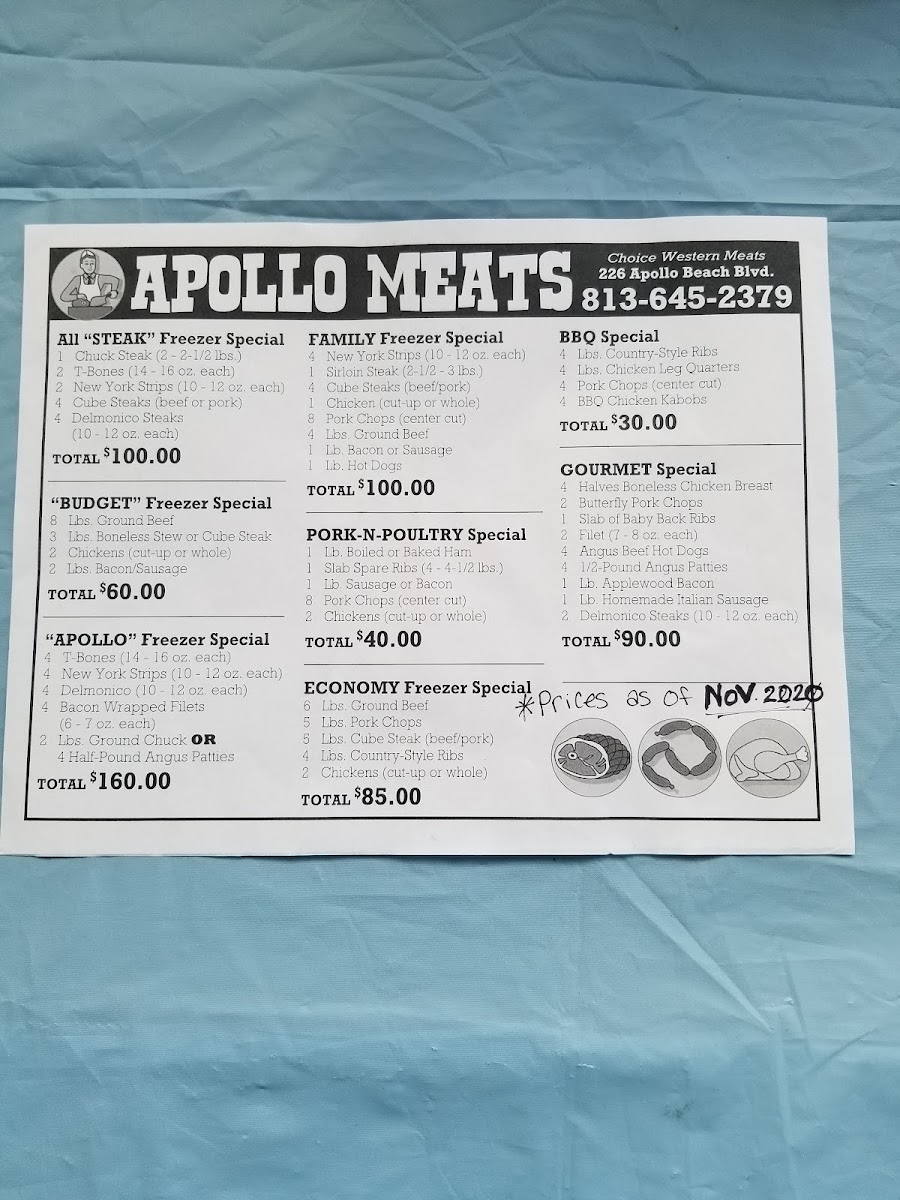 APOLLO MEATS
Choice Western Meats
226 Apollo Beach Blvd.
813-645-2379
All “STEAK” Freezer Special
1 Chuck Steak (2 - 2-1/2 lbs.)
2 T-Bones (14 - 16 oz. each)
2 New York Strips (10 - 12 oz. each)
4 Cube Steaks (beef or pork)
4 Delmonico Steaks
(10 - 12 oz. each)
TOTAL $100.00
“BUDGET” Freezer Special
8 Lbs. Ground Beef
3 Lbs. Boneless Stew or Cube Steak
2 Chickens (cut-up or whole)
2 Lbs. Bacon/Sausage
TOTAL $60.00
“APOLLO” Freezer Special
4 T-Bones (14 - 16 oz. each)
4 New York Strips (10 - 12 oz. each)
4 Delmonico (10 - 12 oz. each)
4 Bacon Wrapped Filets
(6 - 7 oz. each)
2 Lbs. Ground Chuck OR
4 Half-Pound Angus Patties
TOTAL $160.00
FAMILY Freezer Special
4 New York Strips (10 - 12 oz. each)
1 Sirloin Steak (2-1/2 - 3 lbs.)
4 Cube Steaks (beef/pork)
1 Chicken (cut-up or whole)
8 Pork Chops (center cut)
4 Lbs. Ground Beef
1 Lb. Bacon or Sausage
1 Lb. Hot Dogs
TOTAL $100.00
PORK-N-POULTRY Special
1 Lb. Boiled or Baked Ham
1 Slab Spare Ribs (4 - 4-1/2 lbs.)
1 Lb. Sausage or Bacon
8 Pork Chops (center cut)
2 Chickens (cut-up or whole)
TOTAL $40.00
ECONOMY Freezer Special
6 Lbs. Ground Beef
5 Lbs. Pork Chops
5 Lbs. Cube Steak (beef/pork)
4 Lbs. Country-Style Ribs
2 Chickens (cut-up or whole)
TOTAL $85.00
BBQ Special
4 Lbs. Country-Style Ribs
4 Lbs. Chicken Leg Quarters
4 Pork Chops (center cut)
4 BBQ Chicken Kabobs
TOTAL $30.00
GOURMET Special
4 Halves Boneless Chicken Breast
2 Butterfly Pork Chops
1 Slab of Baby Back Ribs
2 Filet (7 - 8 oz. each)
4 Angus Beef Hot Dogs
4 1/2-Pound Angus Patties
1 Lb. Applewood Bacon
1 Lb. Homemade Italian Sausage
2 Delmonico Steaks (10 - 12 oz. each)
TOTAL $90.00
*Prices as of NOV. 2020